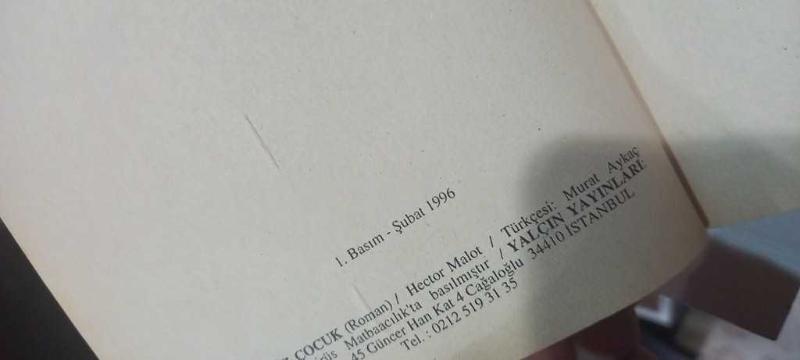 1. Basım - Şubat 1996
ÇOCUK (Roman) / Hector Malot / Türkçesi: Murat Aykaç
Matbaacılık'ta basılmıştır / YALÇIN YAYINLARI
45 Güncer Han Kat 4 Cağaloğlu 34410 İSTANBUL
Tel. : 0212 519 31 35